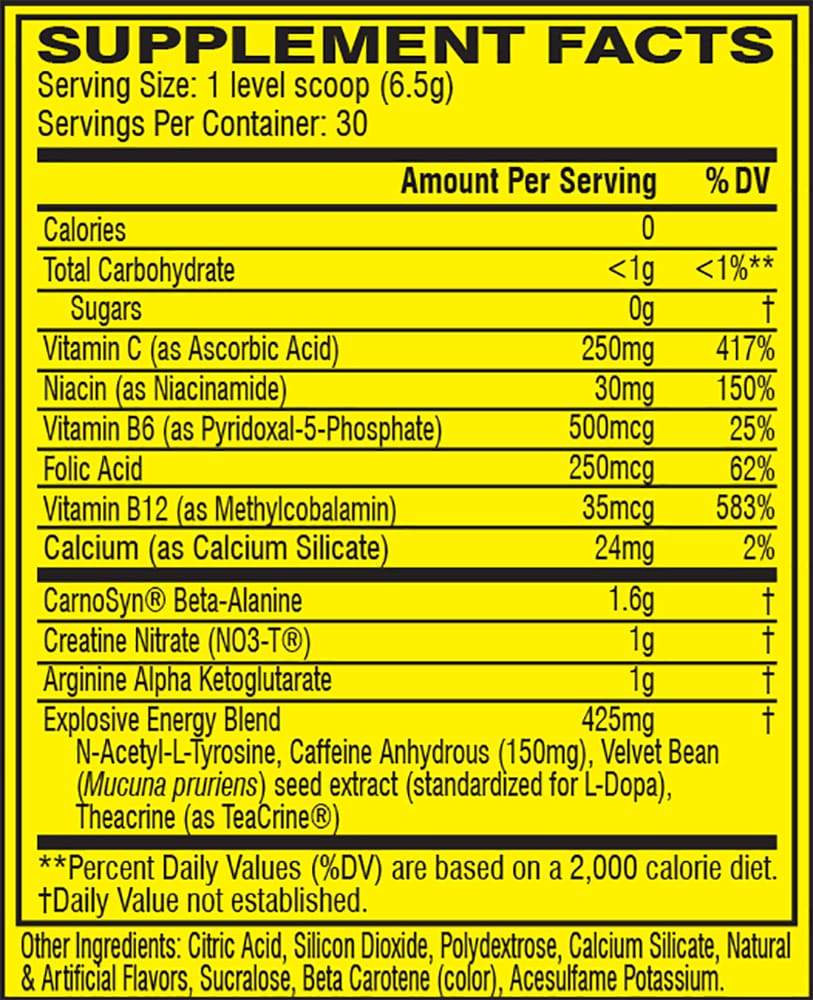 SUPPLEMENT FACTS
Serving Size: 1 level scoop (6.5g)
Servings Per Container: 30
Amount Per Serving % DV
Calories 0
Total Carbohydrate <1g <1%**
Sugars 0g †
Vitamin C (as Ascorbic Acid) 250mg 417%
Niacin (as Niacinamide) 30mg 150%
Vitamin B6 (as Pyridoxal-5-Phosphate) 500mcg 25%
Folic Acid 250mcg 62%
Vitamin B12 (as Methylcobalamin) 35mcg 583%
Calcium (as Calcium Silicate) 24mg 2%
CarnoSyn® Beta-Alanine 1.6g †
Creatine Nitrate (NO3-T®) 1g †
Arginine Alpha Ketoglutarate 1g †
Explosive Energy Blend 425mg †
N-Acetyl-L-Tyrosine, Caffeine Anhydrous (150mg), Velvet Bean
(Mucuna pruriens) seed extract (standardized for L-Dopa),
Theacrine (as TeaCrine®)
**Percent Daily Values (%DV) are based on a 2,000 calorie diet.
†Daily Value not established.
Other Ingredients: Citric Acid, Silicon Dioxide, Polydextrose, Calcium Silicate, Natural
& Artificial Flavors, Sucralose, Beta Carotene (color), Acesulfame Potassium.